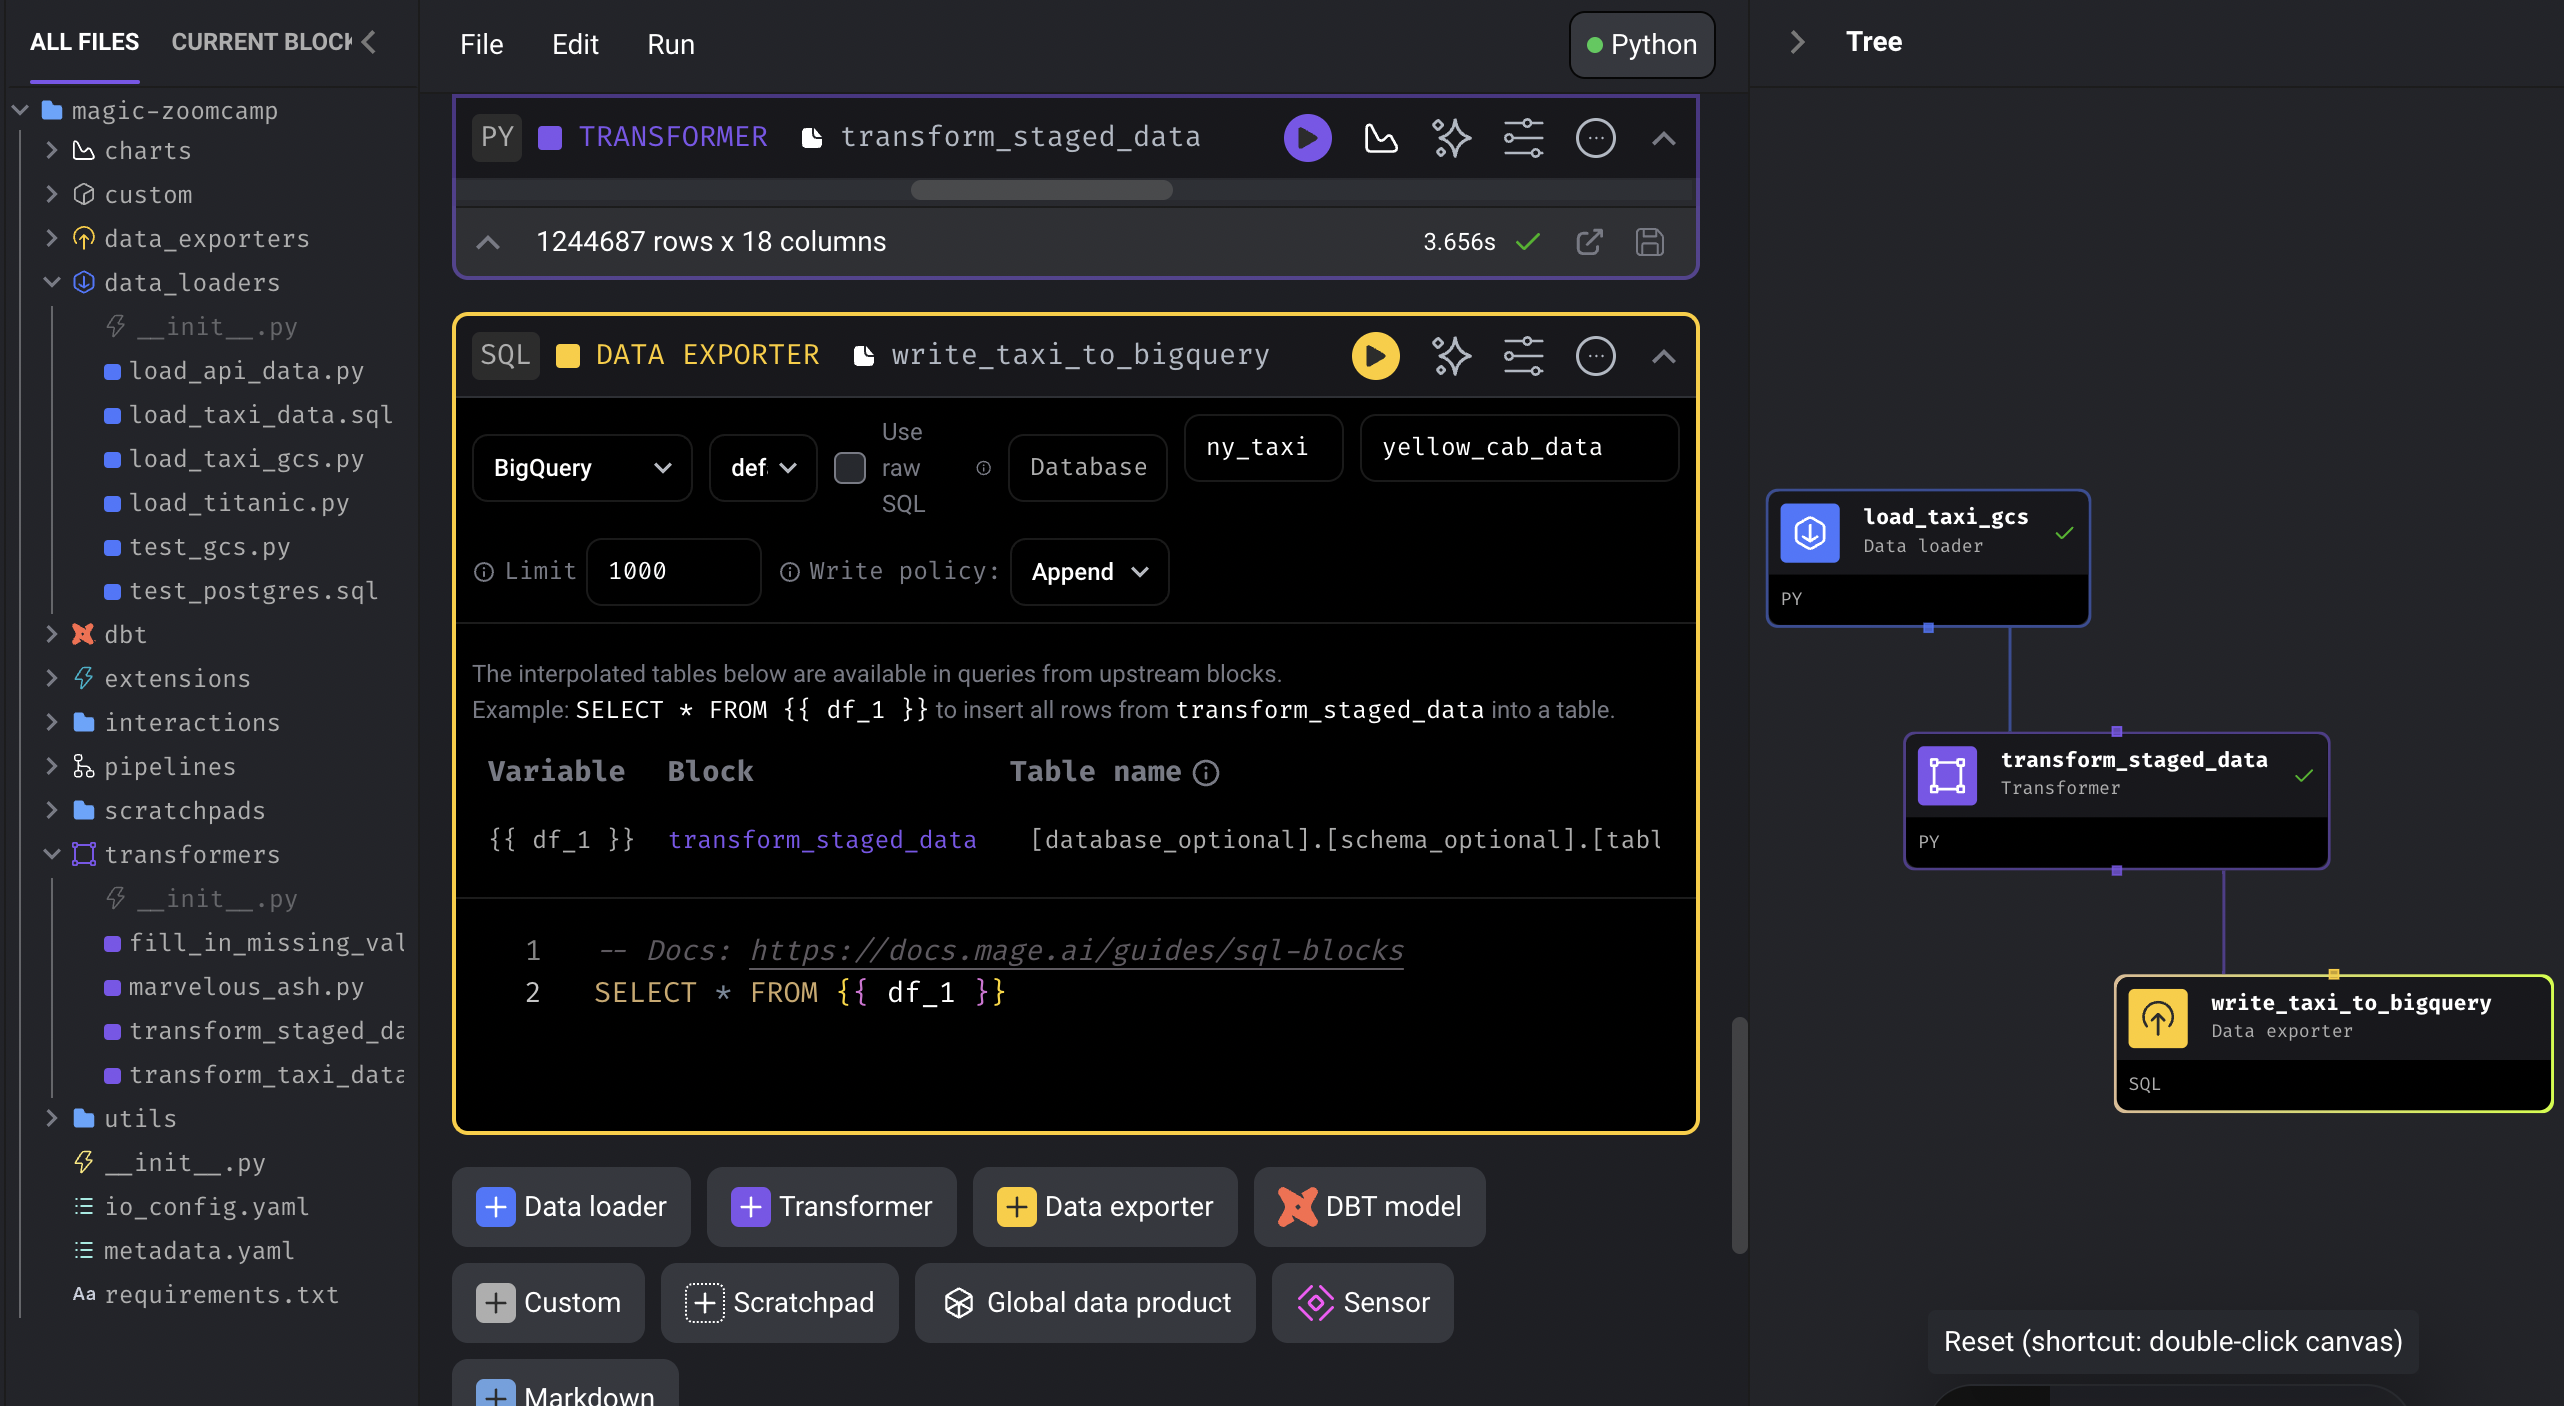 ALL FILES
CURRENT BLOCK
magic-zoomcamp
charts
custom
data_exporters
data_loaders
__init__.py
load_api_data.py
load_taxi_data.sql
load_taxi_gcs.py
load_titanic.py
test_gcs.py
test_postgres.sql
dbt
extensions
interactions
pipelines
scratchpads
transformers
__init__.py
fill_in_missing_val
marvelous_ash.py
transform_staged_da
transform_taxi_data
utils
__init__.py
io_config.yaml
metadata.yaml
Aa requirements.txt
File Edit Run
Python
PY TRANSFORMER transform_staged_data
1244687 rows x 18 columns
3.656s
SQL DATA EXPORTER write_taxi_to_bigquery
BigQuery
def
Use
raw
SQL
Database
ny_taxi
yellow_cab_data
Limit 1000 Write policy: Append
The interpolated tables below are available in queries from upstream blocks.
Example: SELECT * FROM {{ df_1 }} to insert all rows from transform_staged_data into a table.
Variable Block Table name
{{ df_1 }} transform_staged_data [database_optional].[schema_optional].[tabl
1 -- Docs: https://docs.mage.ai/guides/sql-blocks
2 SELECT * FROM {{ df_1 }}
Data loader
Transformer
Data exporter
DBT model
Custom
Scratchpad
Global data product
Sensor
Markdown
Tree
load_taxi_gcs
Data loader
PY
transform_staged_data
Transformer
PY
write_taxi_to_bigquery
Data exporter
SQL
Reset (shortcut: double-click canvas)